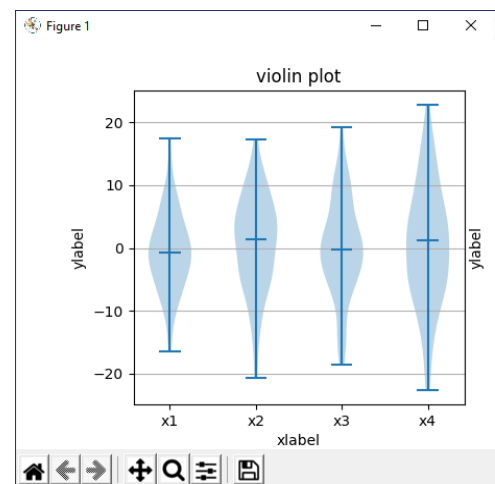 Figure 1
violin plot
20
10
0
−10
−20
ylabel
ylabel
x1 x2 x3 x4
xlabel